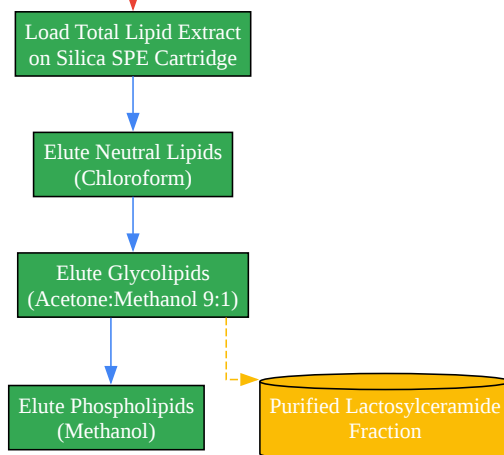 Load Total Lipid Extract
on Silica SPE Cartridge
Elute Neutral Lipids
(Chloroform)
Elute Glycolipids
(Acetone:Methanol 9:1)
Elute Phospholipids
(Methanol)
Purified Lactosylceramide
Fraction